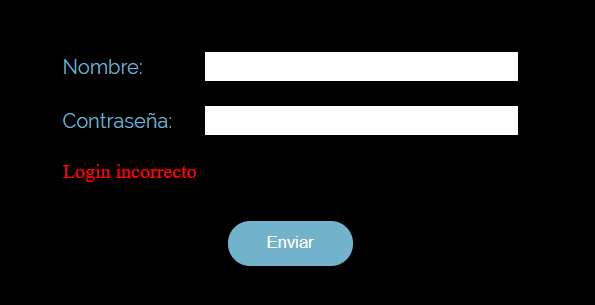 Nombre:
Contraseña:
Login incorrecto
Enviar